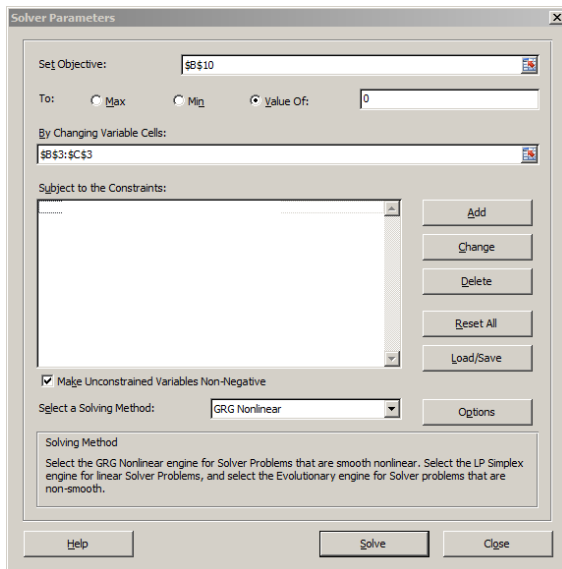 Solver Parameters
Set Objective:
$B$10
To:
Max
Min
Value Of:
0
By Changing Variable Cells:
$B$3:$C$3
Subject to the Constraints:
Add
Change
Delete
Reset All
Load/Save
Make Unconstrained Variables Non-Negative
Select a Solving Method:
GRG Nonlinear
Options
Solving Method
Select the GRG Nonlinear engine for Solver Problems that are smooth nonlinear. Select the LP Simplex
engine for linear Solver Problems, and select the Evolutionary engine for Solver problems that are
non-smooth.
Help
Solve
Close